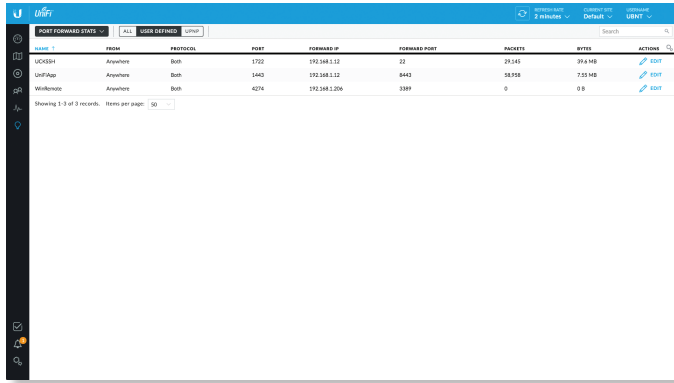 UniFi REFRESH RATE CURRENT SITE USERNAME
2 minutes Default UBNT
PORT FORWARD STATS ALL USER DEFINED UPNP Search
NAME ↑ FROM PROTOCOL PORT FORWARD IP FORWARD PORT PACKETS BYTES ACTIONS
UCKSSH Anywhere Both 1722 192.168.1.12 22 29,145 39.6 MB EDIT
UniFiApp Anywhere Both 1443 192.168.1.12 8443 58,958 7.55 MB EDIT
WinRemote Anywhere Both 4274 192.168.1.206 3389 0 0 B EDIT
Showing 1-3 of 3 records. Items per page: 50